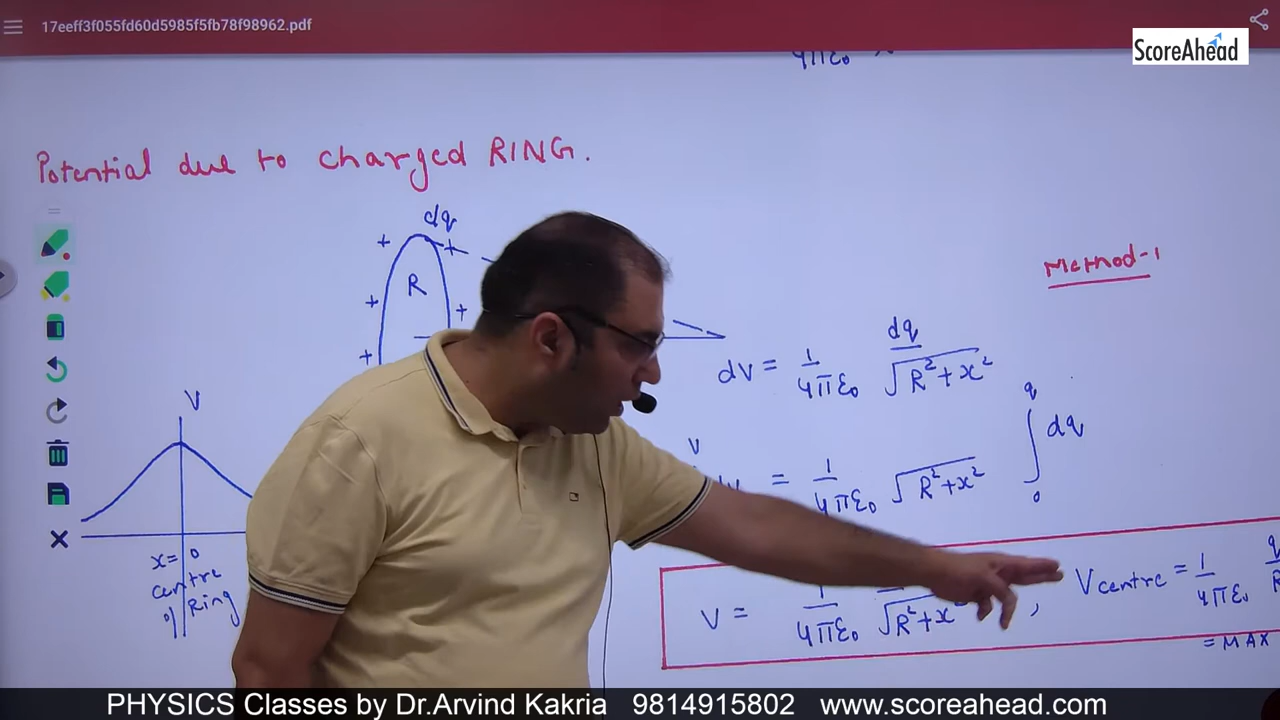 17eeff3f055fd60d5985f5fb78f98962.pdf
ScoreAhead
4πε₀ x
Potential due to charged RING.
dq
R
Method-1
dV = 1/4πε₀ dq/√R²+x²
V
= 1/4πε₀ √R²+x² ∫₀^q dq
V
x=0
centre
of Ring
V = 1/4πε₀ √R²+x² , Vcentre = 1/4πε₀ q/R
= MAX
PHYSICS Classes by Dr.Arvind Kakria 9814915802 www.scoreahead.com